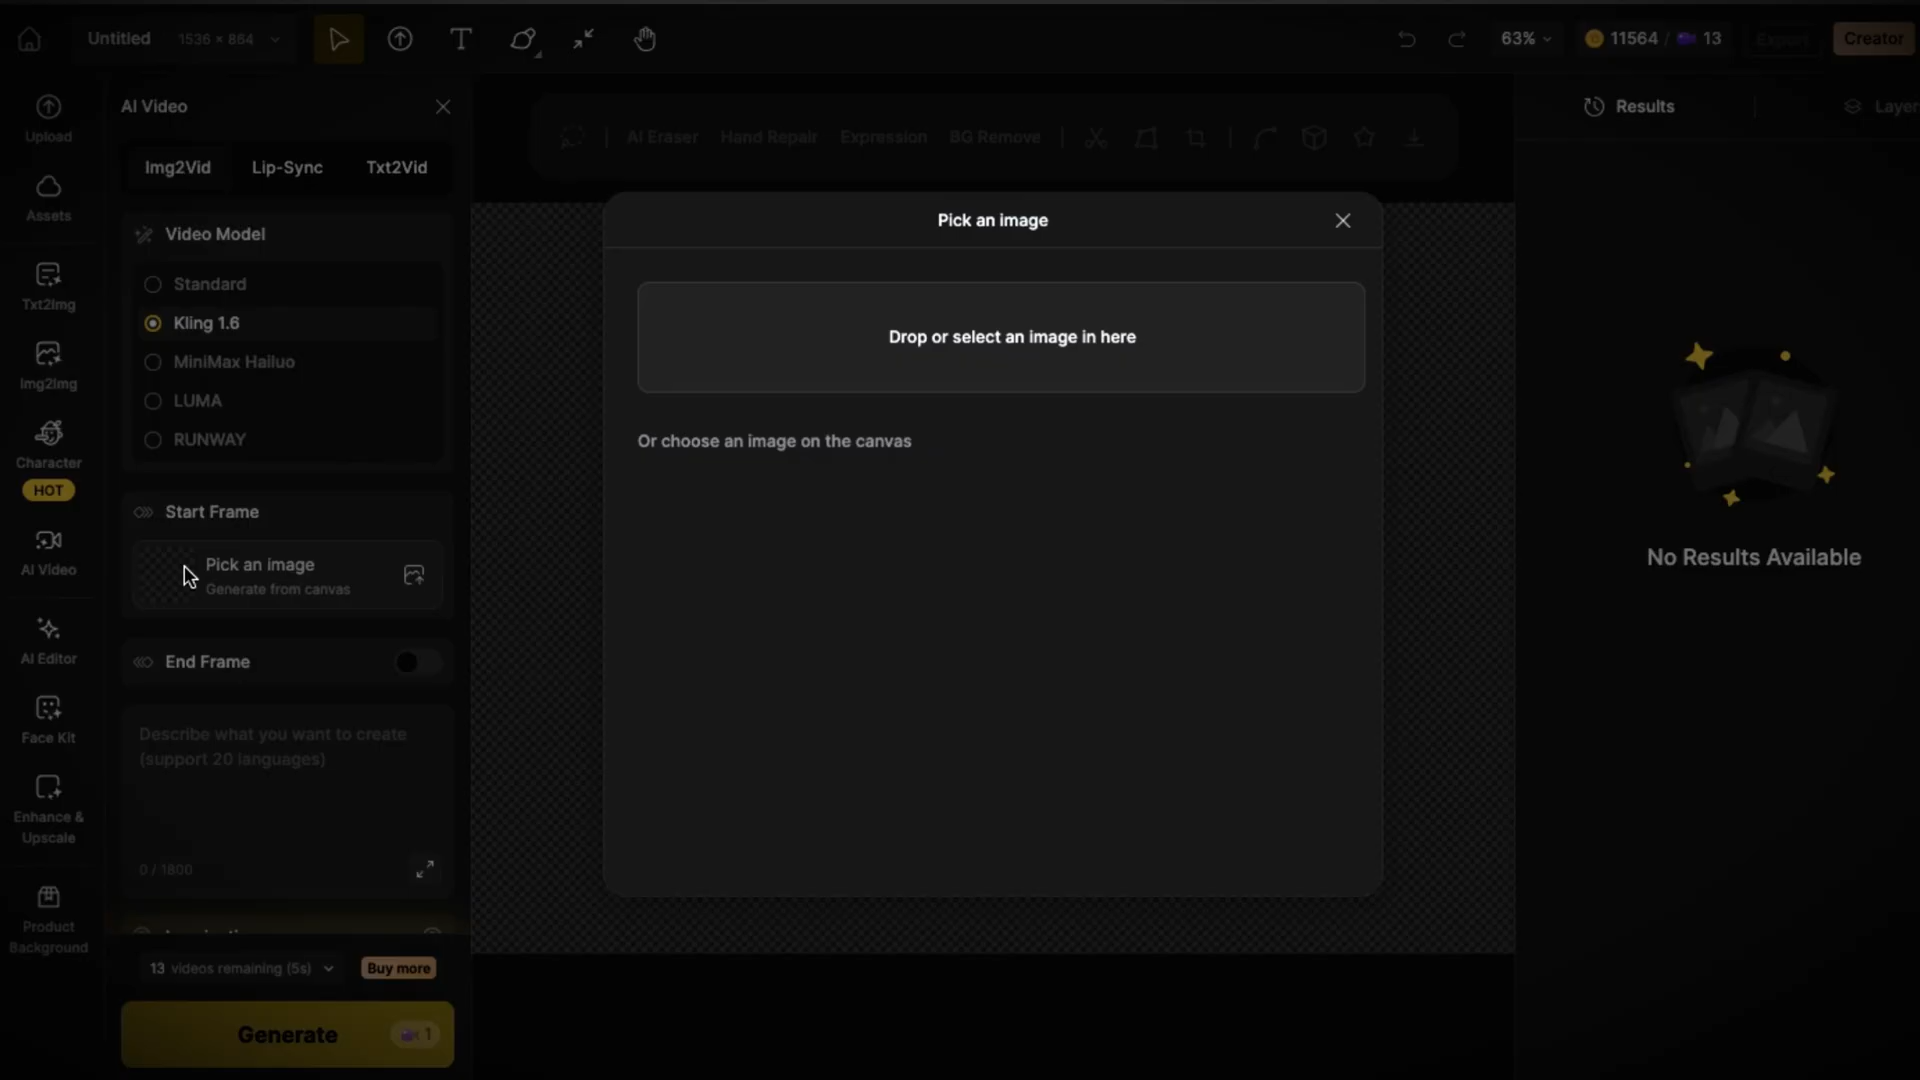 Untitled 1536 × 864
63%
11564 / 13
Export
Creator
Upload
Assets
Txt2Img
Img2Img
Character
HOT
AI Video
AI Editor
Face Kit
Enhance &
Upscale
Product
Background
AI Video
Img2Vid Lip-Sync Txt2Vid
Video Model
Standard
Kling 1.6
MiniMax Hailuo
LUMA
RUNWAY
Start Frame
Pick an image
Generate from canvas
End Frame
Describe what you want to create
(support 20 languages)
0 / 1800
13 videos remaining (5s)
Buy more
Generate
1
AI Eraser Hand Repair Expression BG Remove
Pick an image
Drop or select an image in here
Or choose an image on the canvas
Results
Layer
No Results Available